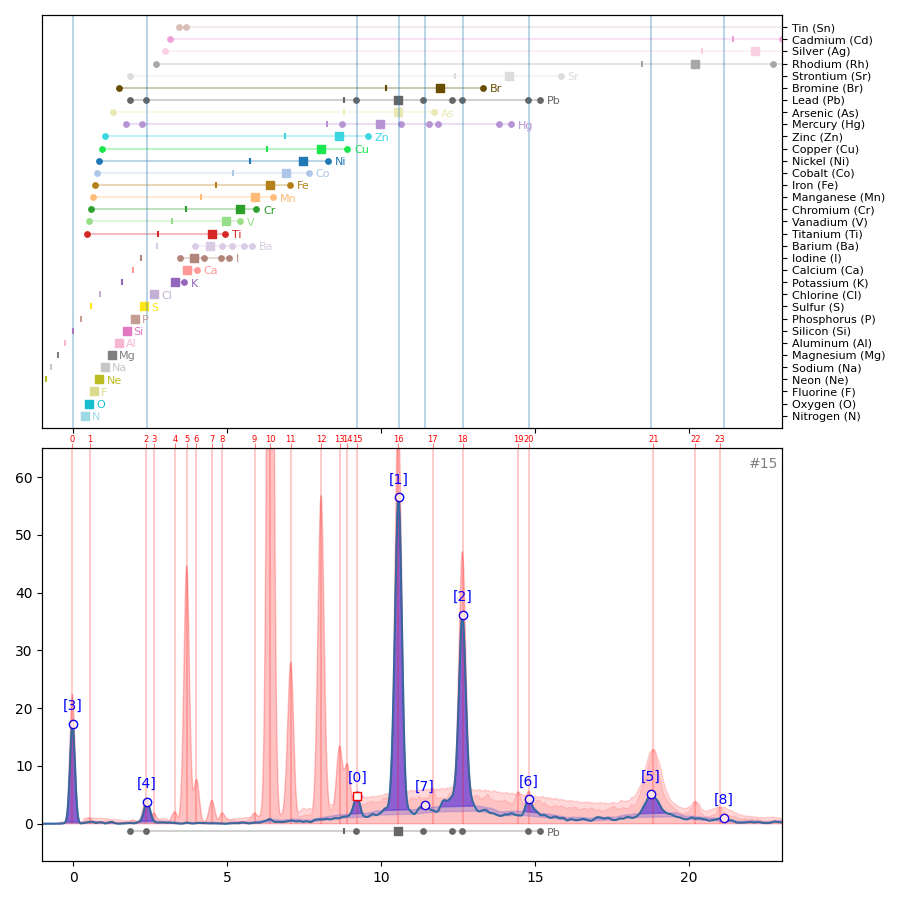 Tin (Sn)
Cadmium (Cd)
Silver (Ag)
Rhodium (Rh)
Sr Strontium (Sr)
Br Bromine (Br)
Pb Lead (Pb)
As Arsenic (As)
Hg Mercury (Hg)
Zn Zinc (Zn)
Cu Copper (Cu)
Ni Nickel (Ni)
Co Cobalt (Co)
Fe Iron (Fe)
Mn Manganese (Mn)
Cr Chromium (Cr)
V Vanadium (V)
Ti Titanium (Ti)
Ba Barium (Ba)
I Iodine (I)
Ca Calcium (Ca)
K Potassium (K)
Cl Chlorine (Cl)
S Sulfur (S)
P Phosphorus (P)
Si Silicon (Si)
Al Aluminum (Al)
Mg Magnesium (Mg)
Na Sodium (Na)
Ne Neon (Ne)
F Fluorine (F)
O Oxygen (O)
N Nitrogen (N)
0 1 2 3 4 5 6 7 8 9 10 11 12 13 14 15 16 17 18 19 20 21 22 23
#15
60
[1]
50
40
[2]
30
20
[3]
10
[4] [0] [7] [6] [5] [8]
0
Pb
0 5 10 15 20